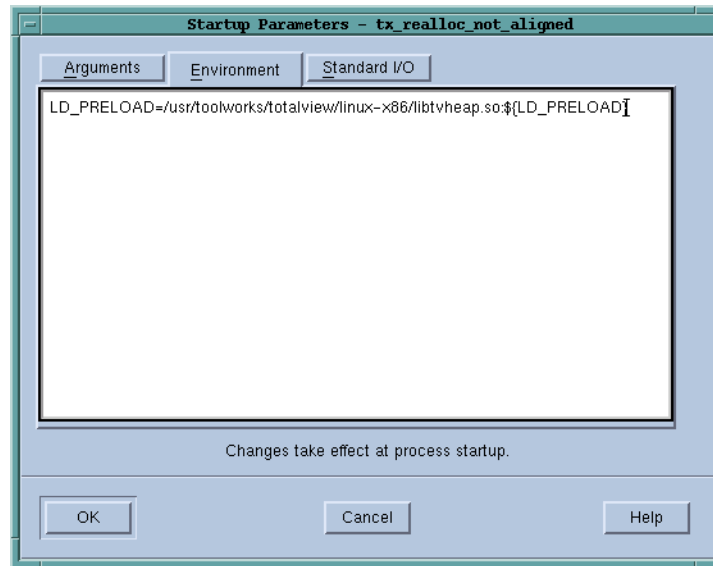 Startup Parameters - tx_realloc_not_aligned
Arguments
Environment
Standard I/O
LD_PRELOAD=/usr/toolworks/totalview/linux-x86/libtvheap.so:${LD_PRELOAD}
Changes take effect at process startup.
OK
Cancel
Help